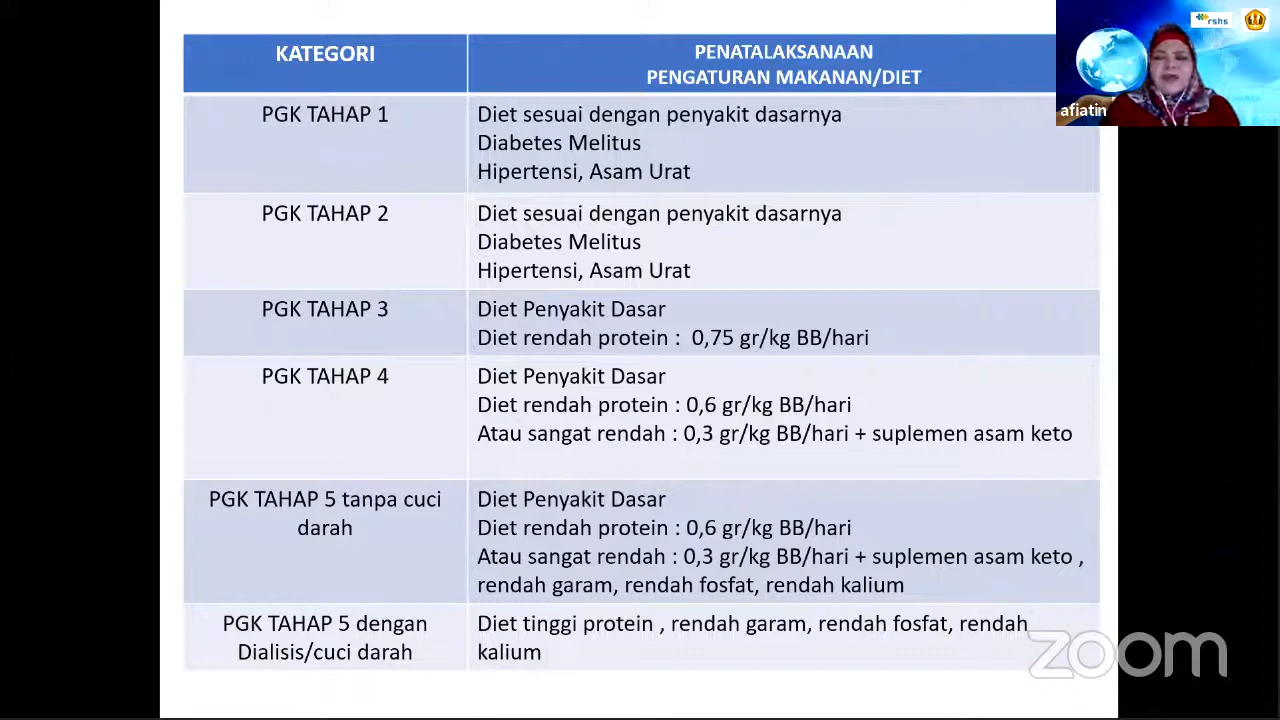 KATEGORI
PENATALAKSANAAN
PENGATURAN MAKANAN/DIET
PGK TAHAP 1
Diet sesuai dengan penyakit dasarnya
Diabetes Melitus
Hipertensi, Asam Urat
PGK TAHAP 2
Diet sesuai dengan penyakit dasarnya
Diabetes Melitus
Hipertensi, Asam Urat
PGK TAHAP 3
Diet Penyakit Dasar
Diet rendah protein : 0,75 gr/kg BB/hari
PGK TAHAP 4
Diet Penyakit Dasar
Diet rendah protein : 0,6 gr/kg BB/hari
Atau sangat rendah : 0,3 gr/kg BB/hari + suplemen asam keto
PGK TAHAP 5 tanpa cuci
darah
Diet Penyakit Dasar
Diet rendah protein : 0,6 gr/kg BB/hari
Atau sangat rendah : 0,3 gr/kg BB/hari + suplemen asam keto ,
rendah garam, rendah fosfat, rendah kalium
PGK TAHAP 5 dengan
Dialisis/cuci darah
Diet tinggi protein , rendah garam, rendah fosfat, rendah
kalium
rshs
afiatin
zoom